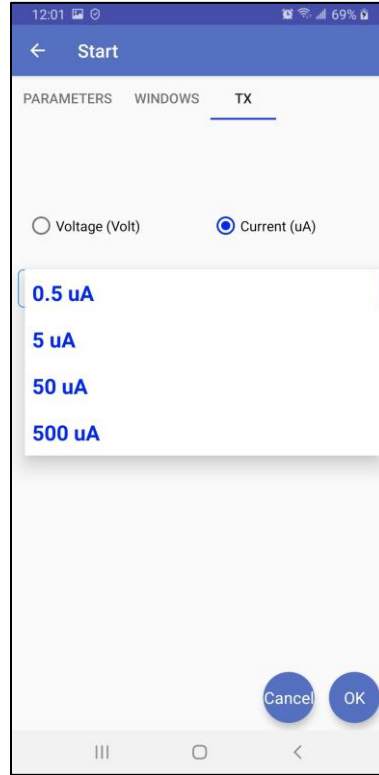 12:01 69%
Start
PARAMETERS WINDOWS TX
Voltage (Volt) Current (uA)
0.5 uA
5 uA
50 uA
500 uA
Cancel OK